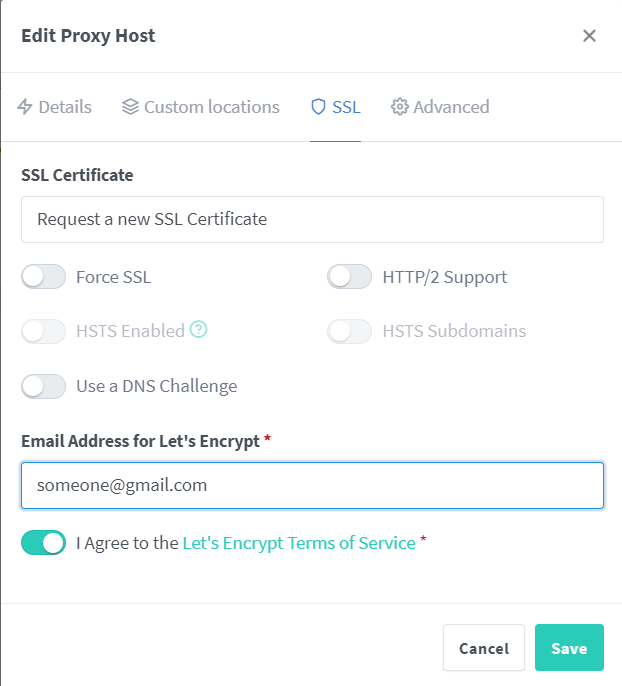 Edit Proxy Host
Details Custom locations SSL Advanced
SSL Certificate
Request a new SSL Certificate
Force SSL HTTP/2 Support
HSTS Enabled ? HSTS Subdomains
Use a DNS Challenge
Email Address for Let's Encrypt *
someone@gmail.com
I Agree to the Let's Encrypt Terms of Service *
Cancel Save